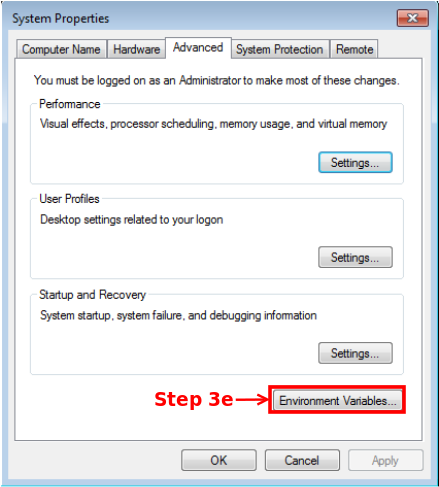 System Properties
Computer Name Hardware Advanced System Protection Remote
You must be logged on as an Administrator to make most of these changes.
Performance
Visual effects, processor scheduling, memory usage, and virtual memory
Settings...
User Profiles
Desktop settings related to your logon
Settings...
Startup and Recovery
System startup, system failure, and debugging information
Settings...
Step 3e Environment Variables...
OK Cancel Apply